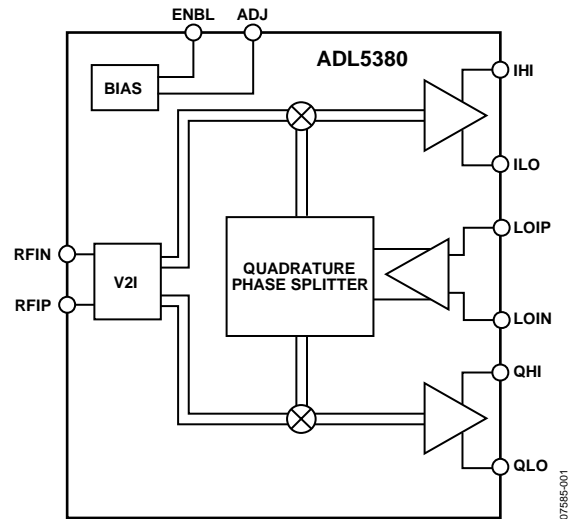 ENBL ADJ
ADL5380
BIAS
IHI
ILO
LOIP
RFIN
V2I
QUADRATURE
PHASE SPLITTER
RFIP
LOIN
QHI
QLO
07585-001